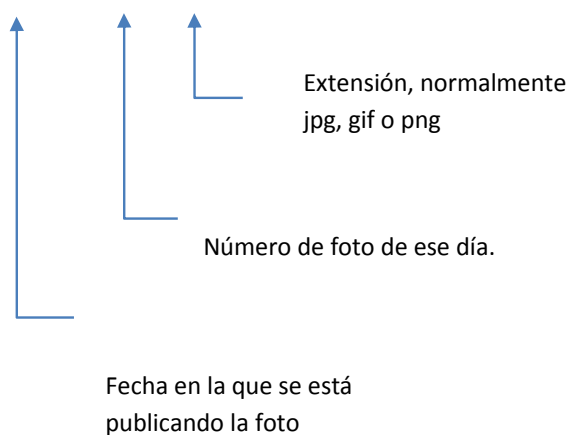 Extensión, normalmente
jpg, gif o png
Número de foto de ese día.
Fecha en la que se está
publicando la foto